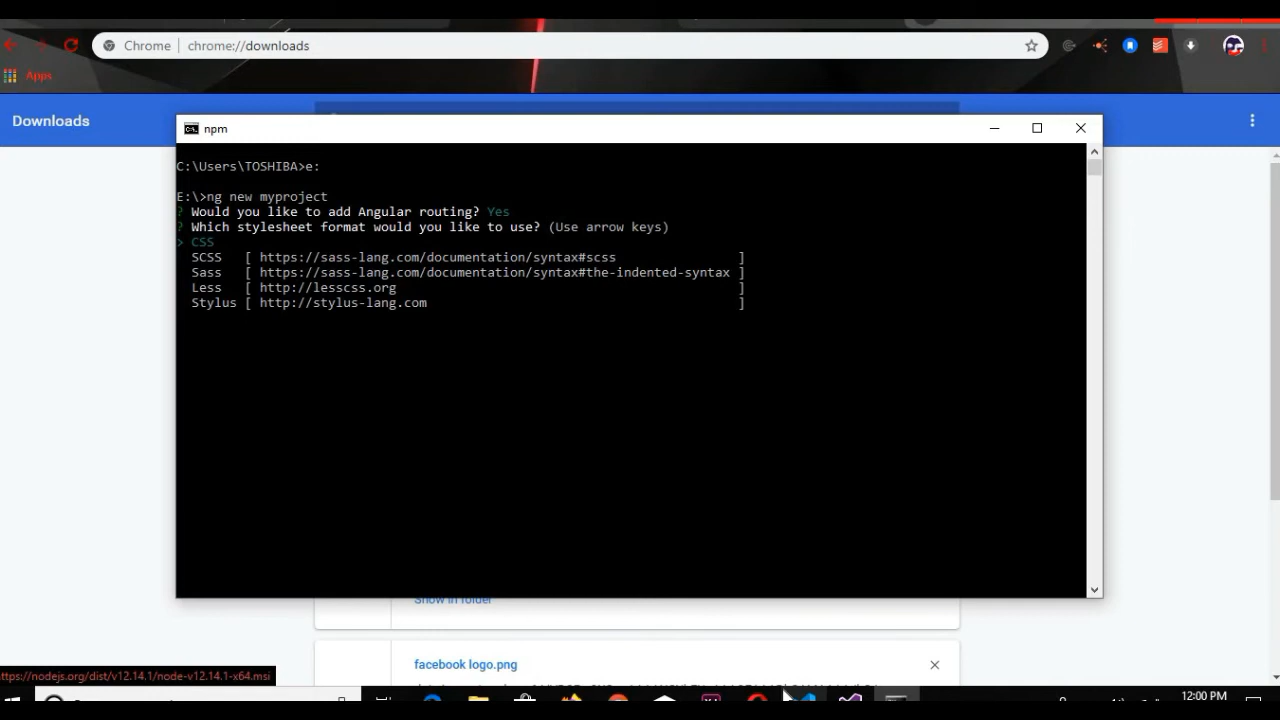 Chrome chrome://downloads
Apps
Downloads
npm
C:\Users\TOSHIBA>e:
E:\>ng new myproject
? Would you like to add Angular routing? Yes
? Which stylesheet format would you like to use? (Use arrow keys)
> CSS
SCSS [ https://sass-lang.com/documentation/syntax#scss ]
Sass [ https://sass-lang.com/documentation/syntax#the-indented-syntax ]
Less [ http://lesscss.org ]
Stylus [ http://stylus-lang.com ]
Show in folder
facebook logo.png
https://nodejs.org/dist/v12.14.1/node-v12.14.1-x64.msi
12:00 PM